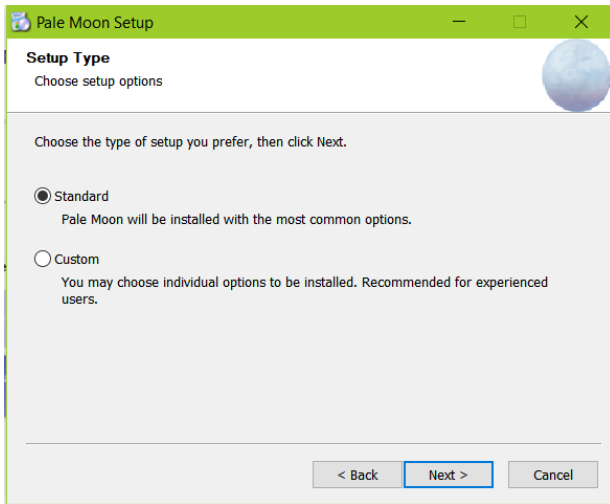 Pale Moon Setup
Setup Type
Choose setup options
Choose the type of setup you prefer, then click Next.
Standard
Pale Moon will be installed with the most common options.
Custom
You may choose individual options to be installed. Recommended for experienced
users.
< Back
Next >
Cancel